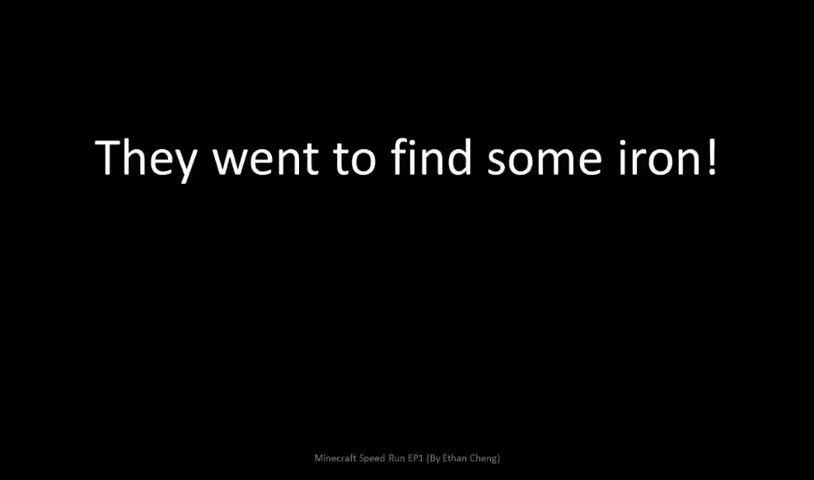 They went to find some iron!
Minecraft Speed Run EP1 (By Ethan Cheng)